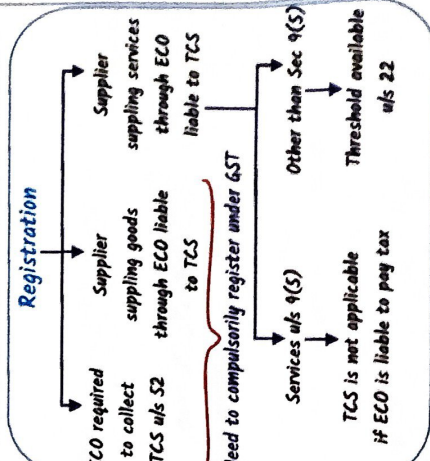 Registration
ECO required
to collect
TCS u/s 52
Supplier
suppling goods
through ECO liable
to TCS
Supplier
suppling services
through ECO
liable to TCS
Need to compulsorily register under GST
Services u/s 9(5)
TCS is not applicable
if ECO is liable to pay tax
Other than Sec 9(5)
Threshold available
u/s 22